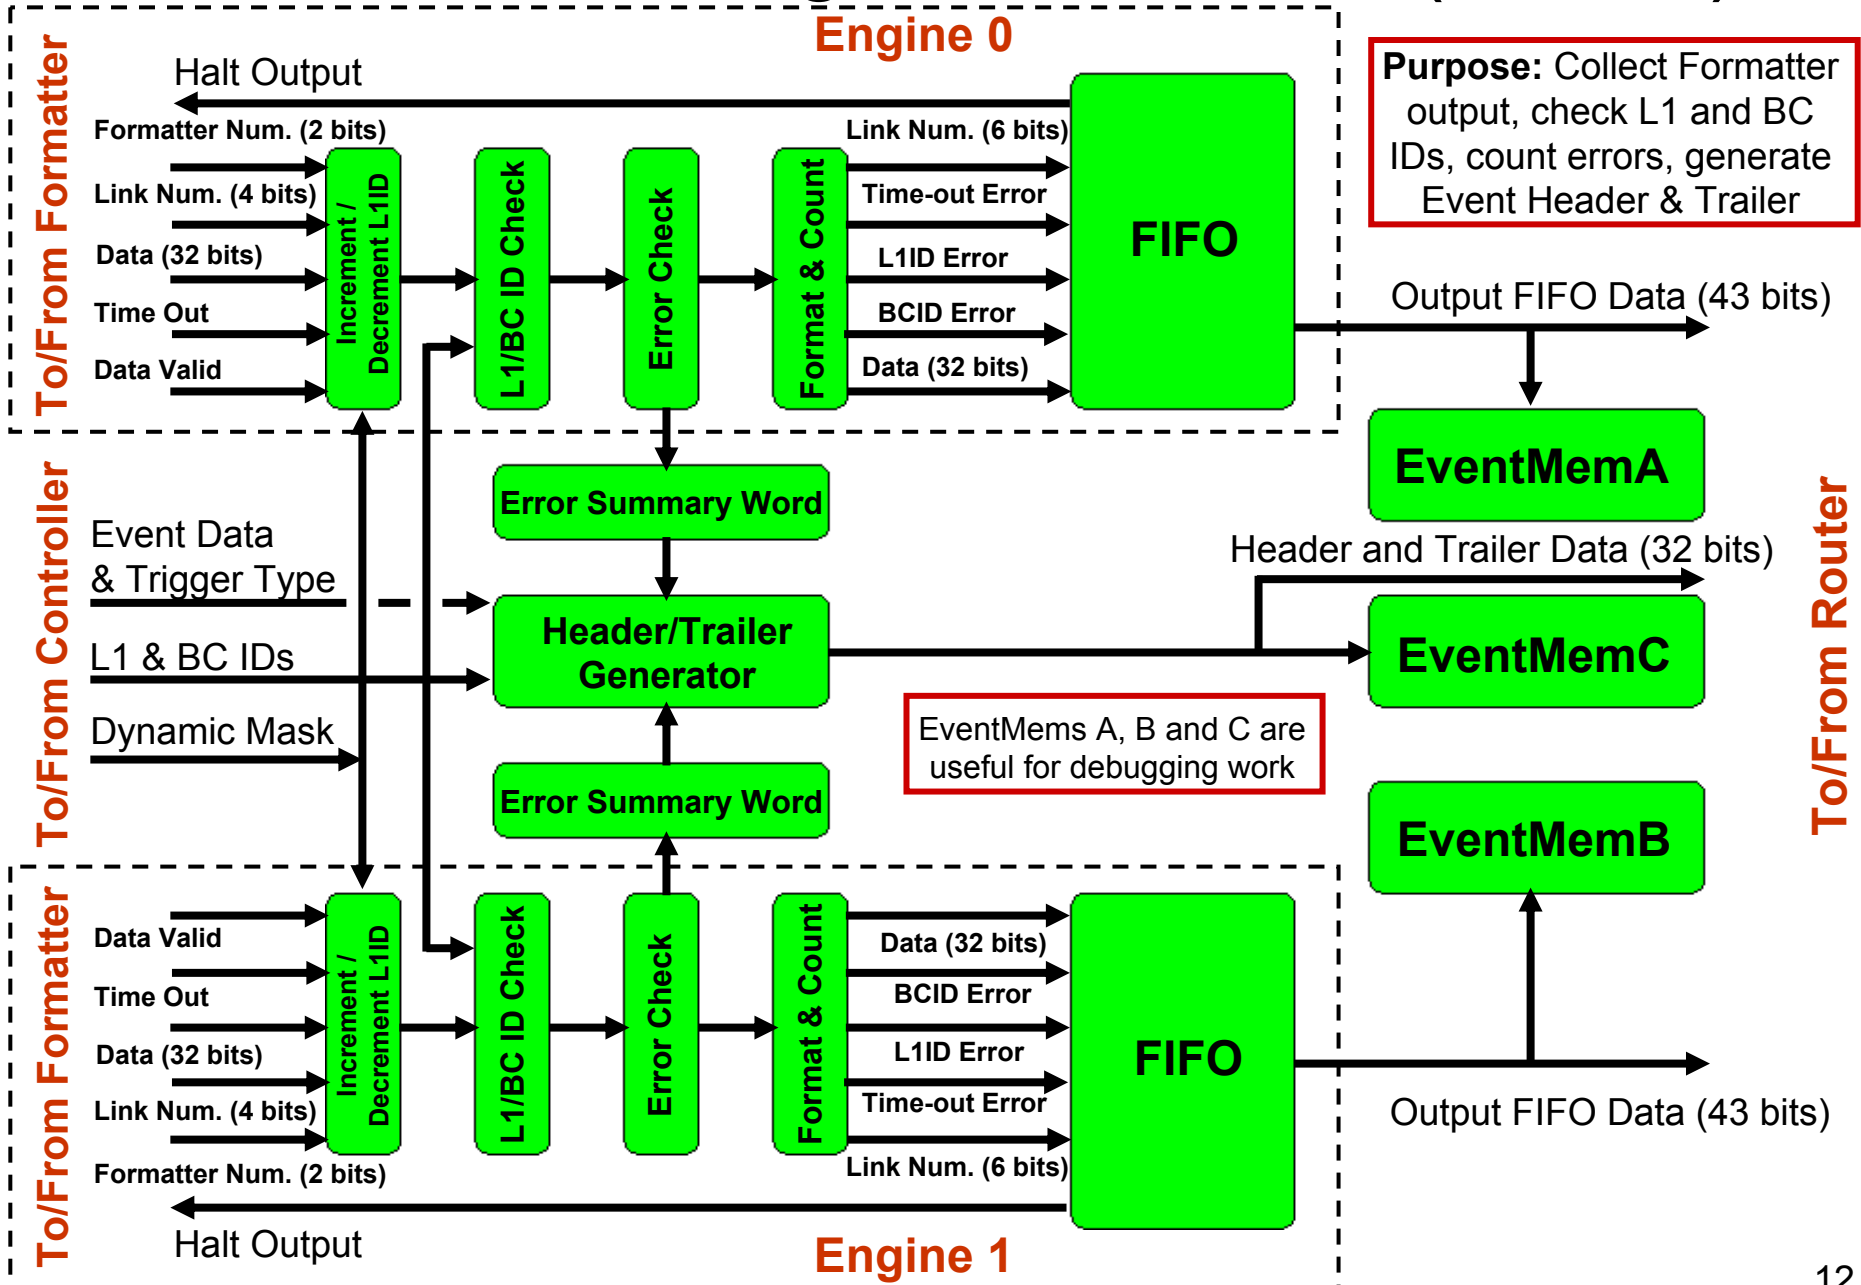 Engine 0
To/From Formatter
Halt Output
Formatter Num. (2 bits)
Link Num. (4 bits)
Data (32 bits)
Time Out
Data Valid
Increment /
Decrement L1ID
L1/BC ID Check
Error Check
Format & Count
Link Num. (6 bits)
Time-out Error
L1ID Error
BCID Error
Data (32 bits)
FIFO
Purpose: Collect Formatter
output, check L1 and BC
IDs, count errors, generate
Event Header & Trailer
Output FIFO Data (43 bits)
EventMemA
To/From Controller
Event Data
& Trigger Type
L1 & BC IDs
Dynamic Mask
Error Summary Word
Header/Trailer
Generator
Error Summary Word
Header and Trailer Data (32 bits)
EventMemC
EventMems A, B and C are
useful for debugging work
EventMemB
To/From Router
To/From Formatter
Data Valid
Time Out
Data (32 bits)
Link Num. (4 bits)
Formatter Num. (2 bits)
Halt Output
Increment /
Decrement L1ID
L1/BC ID Check
Error Check
Format & Count
Data (32 bits)
BCID Error
L1ID Error
Time-out Error
Link Num. (6 bits)
FIFO
Output FIFO Data (43 bits)
Engine 1
12